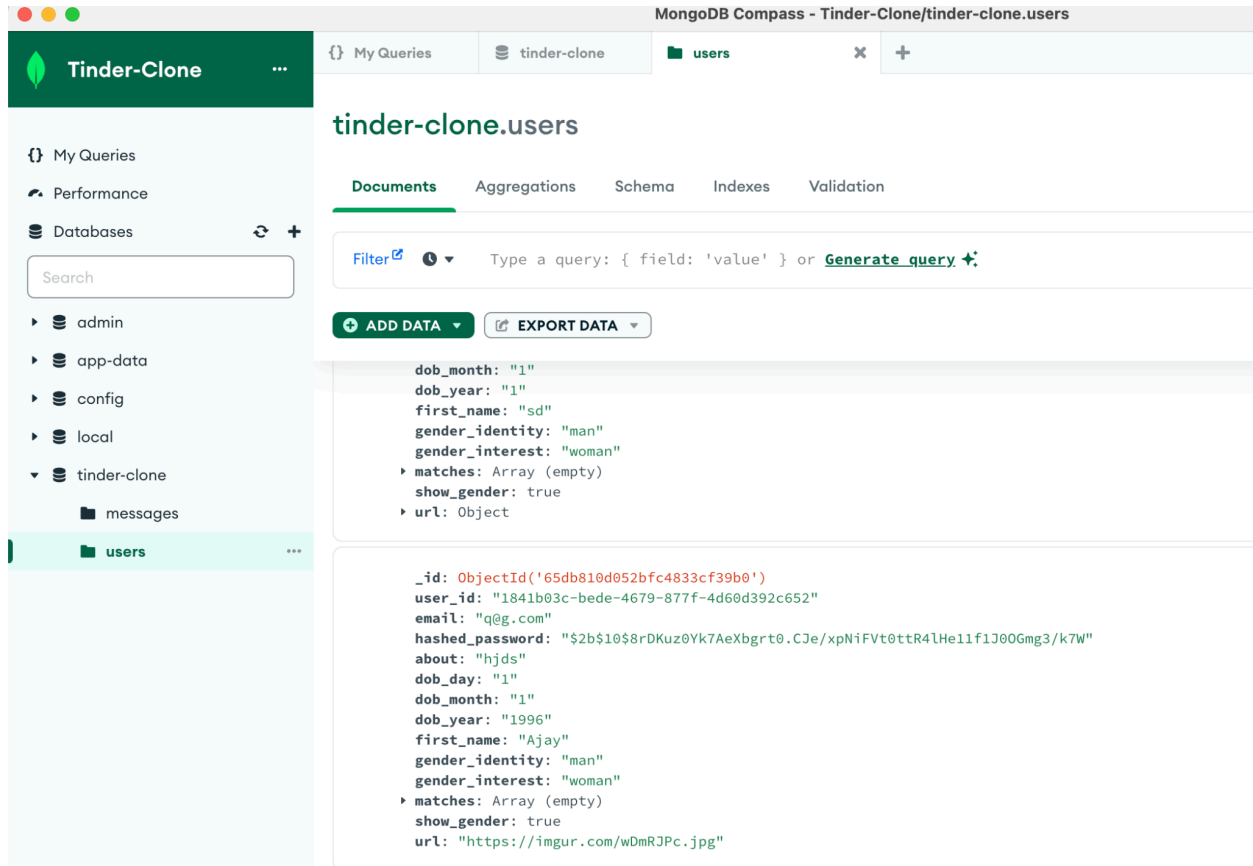 MongoDB Compass - Tinder-Clone/tinder-clone.users
Tinder-Clone
{} My Queries
tinder-clone
users
tinder-clone.users
{} My Queries
Performance
Databases
Search
admin
app-data
config
local
tinder-clone
messages
users
Documents Aggregations Schema Indexes Validation
Filter Type a query: { field: 'value' } or Generate query
ADD DATA EXPORT DATA
dob_month: "1"
dob_year: "1"
first_name: "sd"
gender_identity: "man"
gender_interest: "woman"
matches: Array (empty)
show_gender: true
url: Object
_id: ObjectId('65db810d052bfc4833cf39b0')
user_id: "1841b03c-bede-4679-877f-4d60d392c652"
email: "q@g.com"
hashed_password: "$2b$10$8rDKuz0Yk7AeXbgrt0.CJe/xpNiFVt0ttR4lHe11f1J0OGmg3/k7W"
about: "hjds"
dob_day: "1"
dob_month: "1"
dob_year: "1996"
first_name: "Ajay"
gender_identity: "man"
gender_interest: "woman"
matches: Array (empty)
show_gender: true
url: "https://imgur.com/wDmRJPc.jpg"